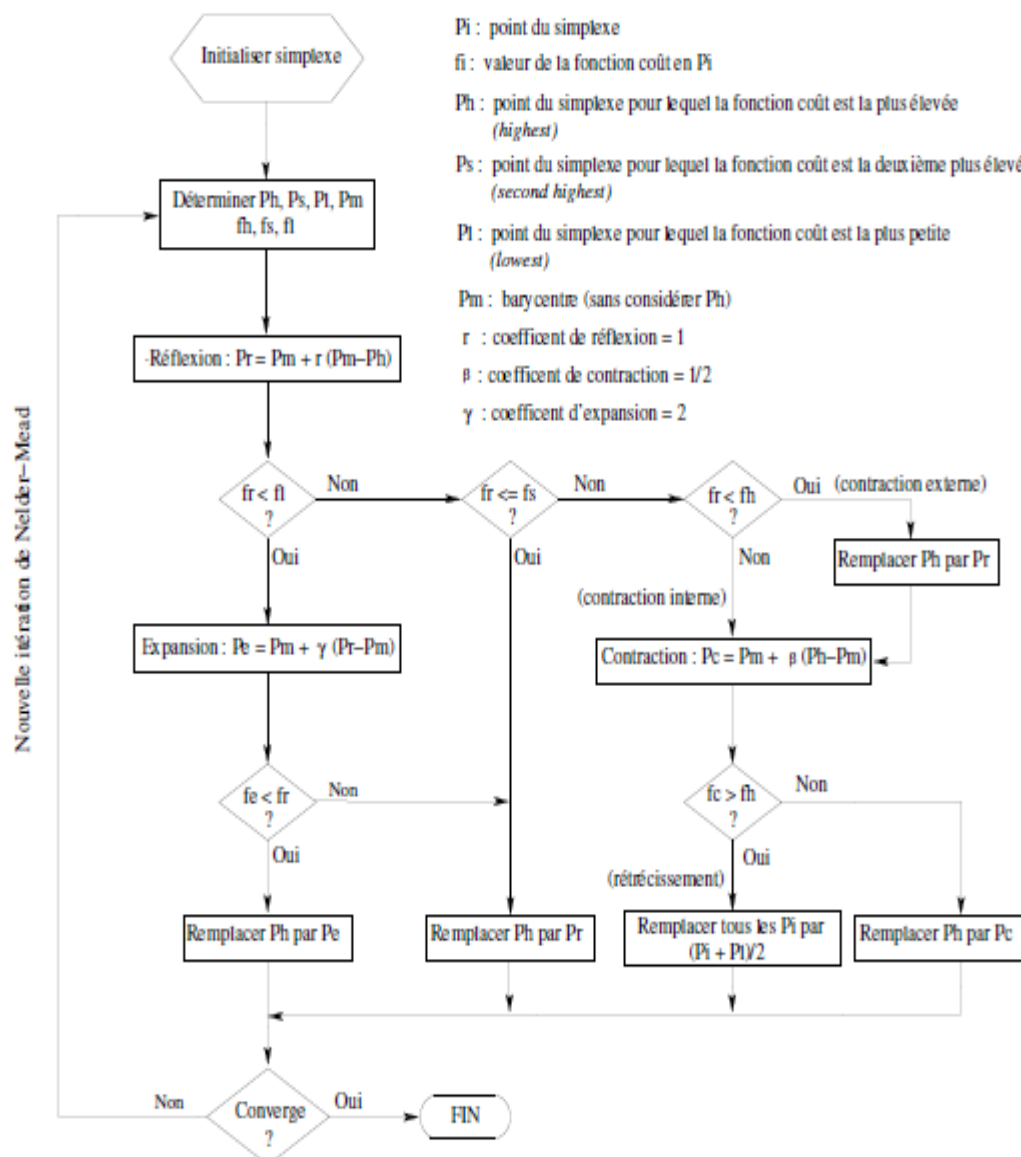 Initialiser simplexe
Pi : point du simplexe
fi : valeur de la fonction coût en Pi
Ph : point du simplexe pour lequel la fonction coût est la plus élevée
(highest)
Ps : point du simplexe pour lequel la fonction coût est la deuxième plus élevé
(second highest)
Pl : point du simplexe pour lequel la fonction coût est la plus petite
(lowest)
Pm : barycentre (sans considérer Ph)
r : coefficent de réflexion = 1
β : coefficent de contraction = 1/2
γ : coefficent d'expansion = 2
Déterminer Ph, Ps, Pl, Pm
fh, fs, fl
-Réflexion : Pr = Pm + r (Pm–Ph)
Nouvelle itération de Nelder–Mead
fr < fl
?
Non
fr <= fs
?
Non
fr < fh
?
Oui
(contraction externe)
Oui
Non
Remplacer Ph par Pr
(contraction interne)
Expansion : Pe = Pm + γ (Pr–Pm)
Contraction : Pc = Pm + β (Ph–Pm)
fe < fr
?
Non
fc > fh
?
Non
Oui
Oui
(rétrécissement)
Remplacer Ph par Pe
Remplacer Ph par Pr
Remplacer tous les Pi par
(Pi + Pl)/2
Remplacer Ph par Pc
Non
Converge
?
Oui
FIN